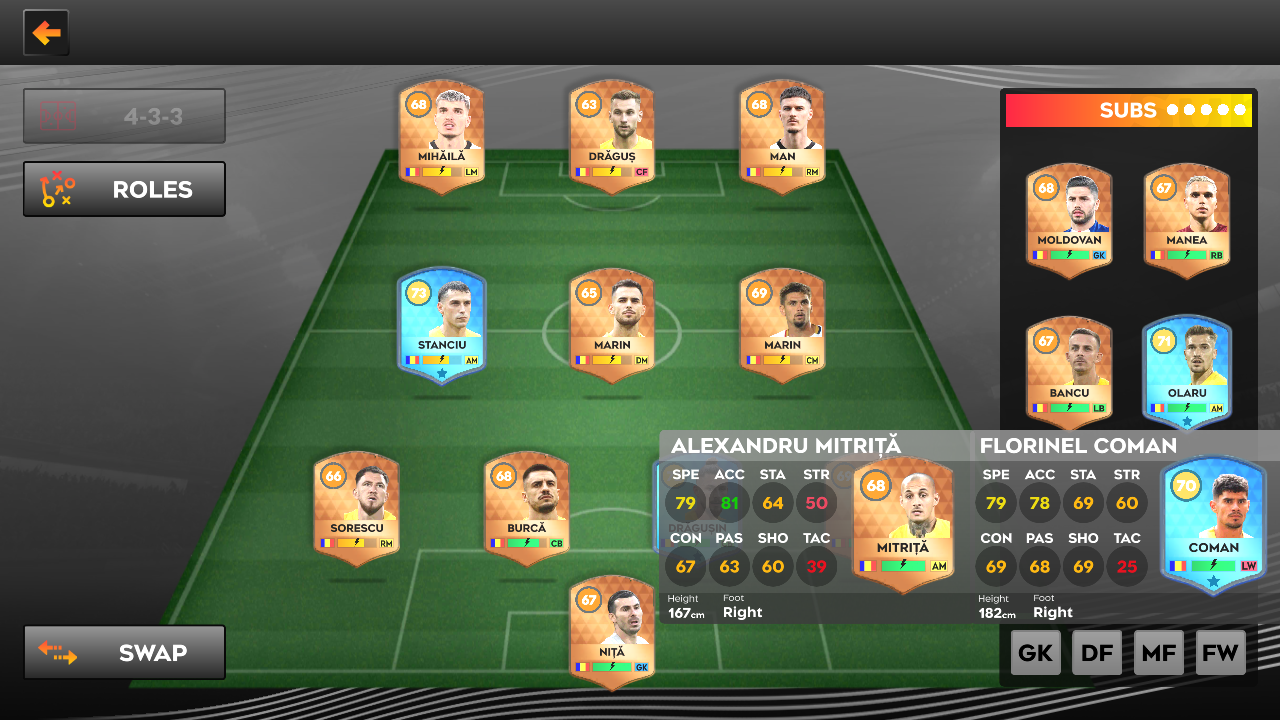 4-3-3
ROLES
SUBS
68
MIHĂILĂ
LM
63
DRĂGUȘ
CF
68
MAN
RM
68
MOLDOVAN
GK
67
MANEA
RB
73
STANCIU
AM
65
MARIN
DM
69
MARIN
CM
67
BANCU
LB
71
OLARU
AM
66
SORESCU
RM
68
BURCĂ
CB
DRĂGUȘIN
69
ALEXANDRU MITRIȚĂ
SPE ACC STA STR
79 81 64 50
CON PAS SHO TAC
67 63 60 39
Height Foot
167cm Right
68
MITRIȚĂ
AM
FLORINEL COMAN
SPE ACC STA STR
79 78 69 60
CON PAS SHO TAC
69 68 69 25
Height Foot
182cm Right
70
COMAN
LW
67
NIȚĂ
GK
SWAP
GK DF MF FW